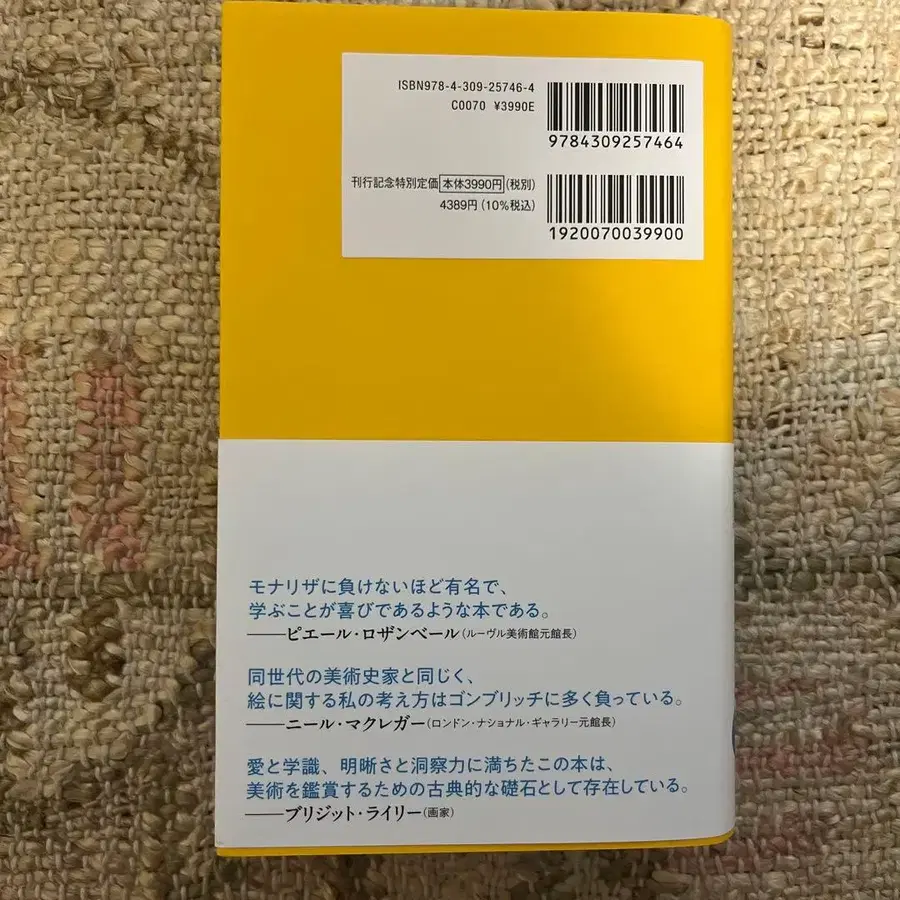 ISBN978-4-309-25746-4
C0070 ¥3990E
9784309257464
刊行記念特別定価 本体3990円(税別)
4389円(10%税込)
1920070039900
モナリザに負けないほど有名で、
学ぶことが喜びであるような本である。
──ピエール・ロザンベール(ルーヴル美術館元館長)
同世代の美術史家と同じく、
絵に関する私の考え方はゴンブリッチに多く負っている。
──ニール・マクレガー(ロンドン・ナショナル・ギャラリー元館長)
愛と学識、明晰さと洞察力に満ちたこの本は、
美術を鑑賞するための古典的な礎石として存在している。
──ブリジット・ライリー(画家)